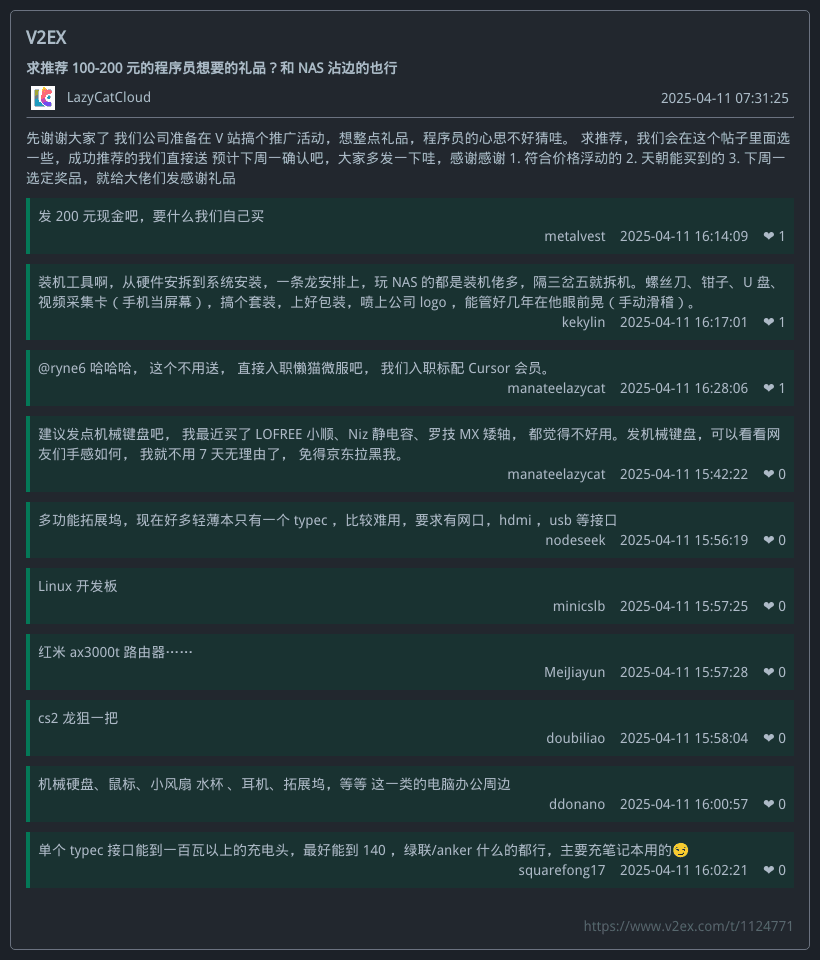 V2EX
求推荐 100-200 元的程序员想要的礼品？和 NAS 沾边的也行
LazyCatCloud 2025-04-11 07:31:25
先谢谢大家了 我们公司准备在 V 站搞个推广活动，想整点礼品，程序员的心思不好猜哇。 求推荐，我们会在这个帖子里面选
一些，成功推荐的我们直接送 预计下周一确认吧，大家多发一下哇，感谢感谢 1. 符合价格浮动的 2. 天朝能买到的 3. 下周一
选定奖品，就给大佬们发感谢礼品
发 200 元现金吧，要什么我们自己买
metalvest 2025-04-11 16:14:09 ❤ 1
装机工具啊，从硬件安拆到系统安装，一条龙安排上，玩 NAS 的都是装机佬多，隔三岔五就拆机。螺丝刀、钳子、U 盘、
视频采集卡（手机当屏幕），搞个套装，上好包装，喷上公司 logo ，能管好几年在他眼前晃（手动滑稽）。
kekylin 2025-04-11 16:17:01 ❤ 1
@ryne6 哈哈哈， 这个不用送， 直接入职懒猫微服吧， 我们入职标配 Cursor 会员。
manateelazycat 2025-04-11 16:28:06 ❤ 1
建议发点机械键盘吧， 我最近买了 LOFREE 小顺、Niz 静电容、罗技 MX 矮轴， 都觉得不好用。发机械键盘，可以看看网
友们手感如何， 我就不用 7 天无理由了， 免得京东拉黑我。
manateelazycat 2025-04-11 15:42:22 ❤ 0
多功能拓展坞，现在好多轻薄本只有一个 typec ，比较难用，要求有网口，hdmi ，usb 等接口
nodeseek 2025-04-11 15:56:19 ❤ 0
Linux 开发板
minicslb 2025-04-11 15:57:25 ❤ 0
红米 ax3000t 路由器……
MeiJiayun 2025-04-11 15:57:28 ❤ 0
cs2 龙狙一把
doubiliao 2025-04-11 15:58:04 ❤ 0
机械硬盘、鼠标、小风扇 水杯 、耳机、拓展坞，等等 这一类的电脑办公周边
ddonano 2025-04-11 16:00:57 ❤ 0
单个 typec 接口能到一百瓦以上的充电头，最好能到 140 ，绿联/anker 什么的都行，主要充笔记本用的😏
squarefong17 2025-04-11 16:02:21 ❤ 0
https://www.v2ex.com/t/1124771